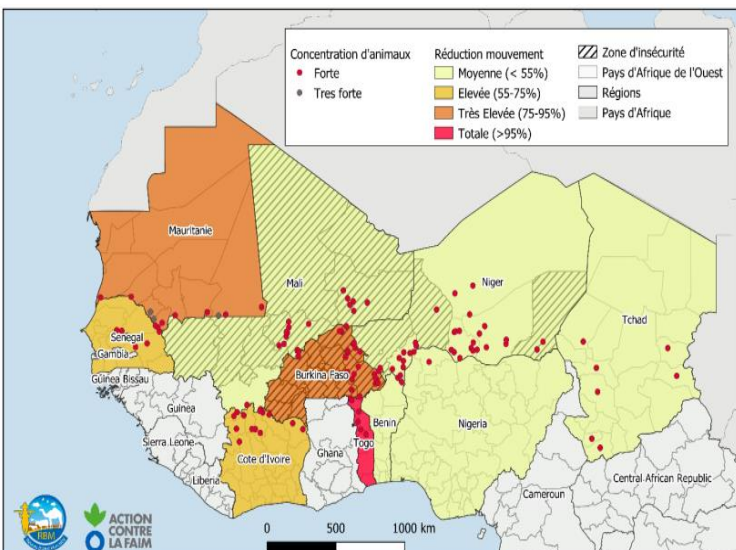 Concentration d'animaux
Forte
Tres forte
Réduction mouvement
Moyenne (< 55%)
Elevée (55-75%)
Très Elevée (75-95%)
Totale (>95%)
Zone d'insécurité
Pays d'Afrique de l'Ouest
Régions
Pays d'Afrique
Mauritanie
Mali
Niger
Tchad
Senegal
Gambia
Guinea Bissau
Guinea
Sierra Leone
Liberia
Burkina Faso
Cote d'Ivoire
Ghana
Togo
Benin
Nigeria
Cameroun
Central African Republic
RBM
ACTION
CONTRE
LA FAIM
0 500 1000 km